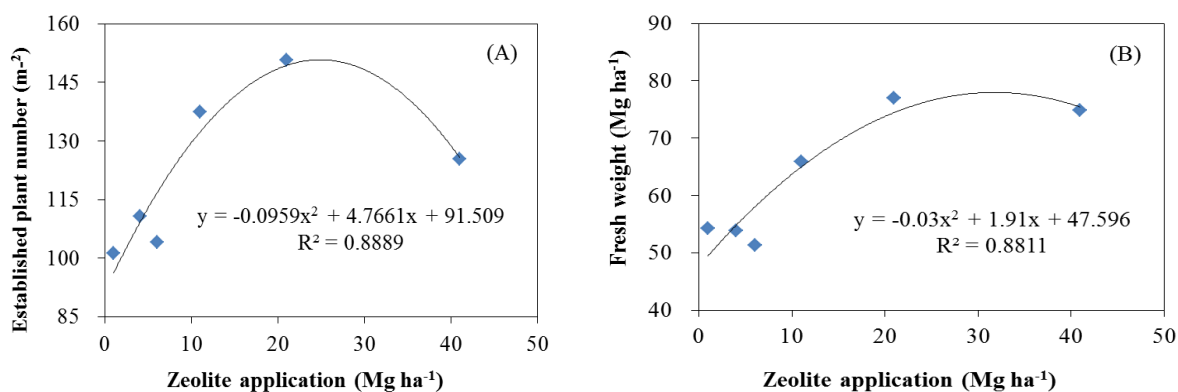 160
145
130
115
100
85
0
10
20
30
40
50
Established plant number (m-2)
Zeolite application (Mg ha-1)
(A)
y = -0.0959x2 + 4.7661x + 91.509
R² = 0.8889
90
80
70
60
50
40
0
10
20
30
40
50
Fresh weight (Mg ha-1)
Zeolite application (Mg ha-1)
(B)
y = -0.03x2 + 1.91x + 47.596
R² = 0.8811